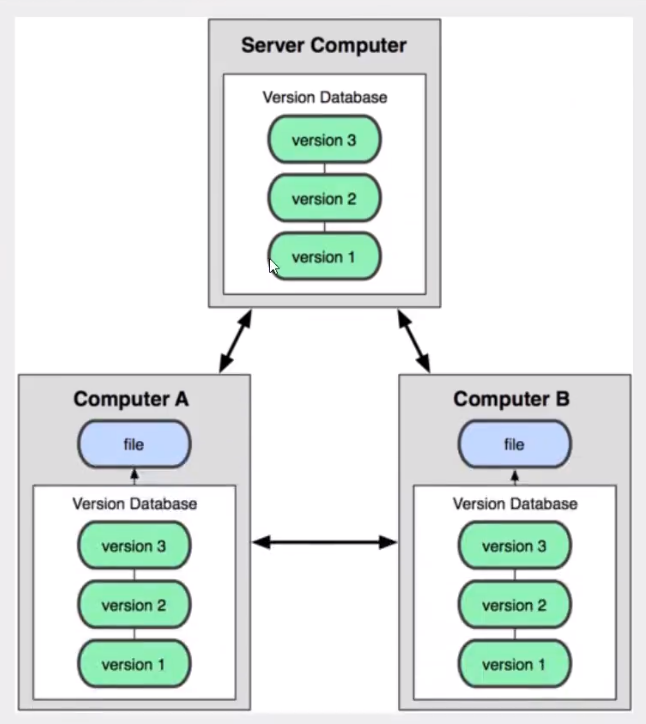 Server Computer
Version Database
version 3
version 2
version 1
Computer A
file
Version Database
version 3
version 2
version 1
Computer B
file
Version Database
version 3
version 2
version 1